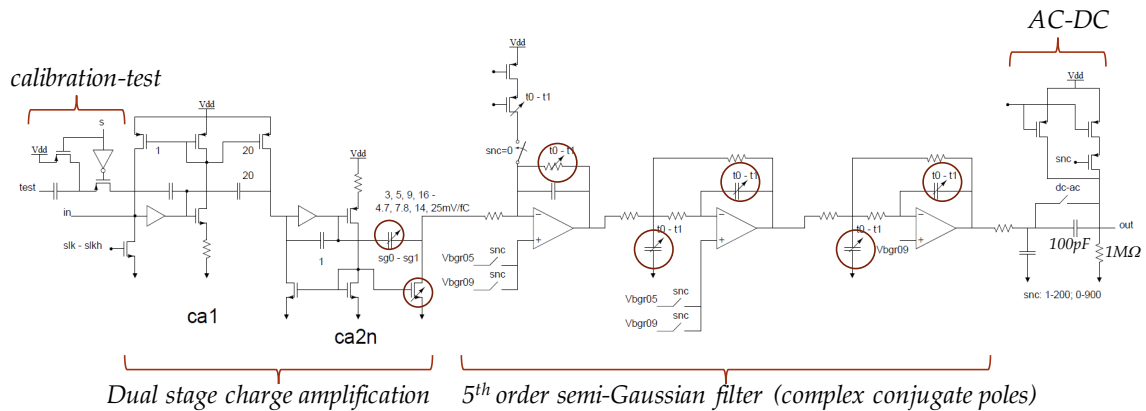 AC-DC
calibration-test
Vdd
Vdd
Vdd
t0 - t1
s
Vdd
1
20
snc=0
t0 - t1
snc
test
20
Vdd
3, 5, 9, 16 -
4.7, 7.8, 14, 25mV/fC
t0 - t1
t0 - t1
dc-ac
in
−
−
−
out
slk - slkh
+
t0 - t1
+
t0 - t1
+
100pF
1MΩ
1
sg0 - sg1
Vbgr05
snc
Vbgr09
snc
Vbgr09
Vbgr05
snc
Vbgr09
snc
snc: 1-200; 0-900
ca1
ca2n
Dual stage charge amplification
5th order semi-Gaussian filter (complex conjugate poles)